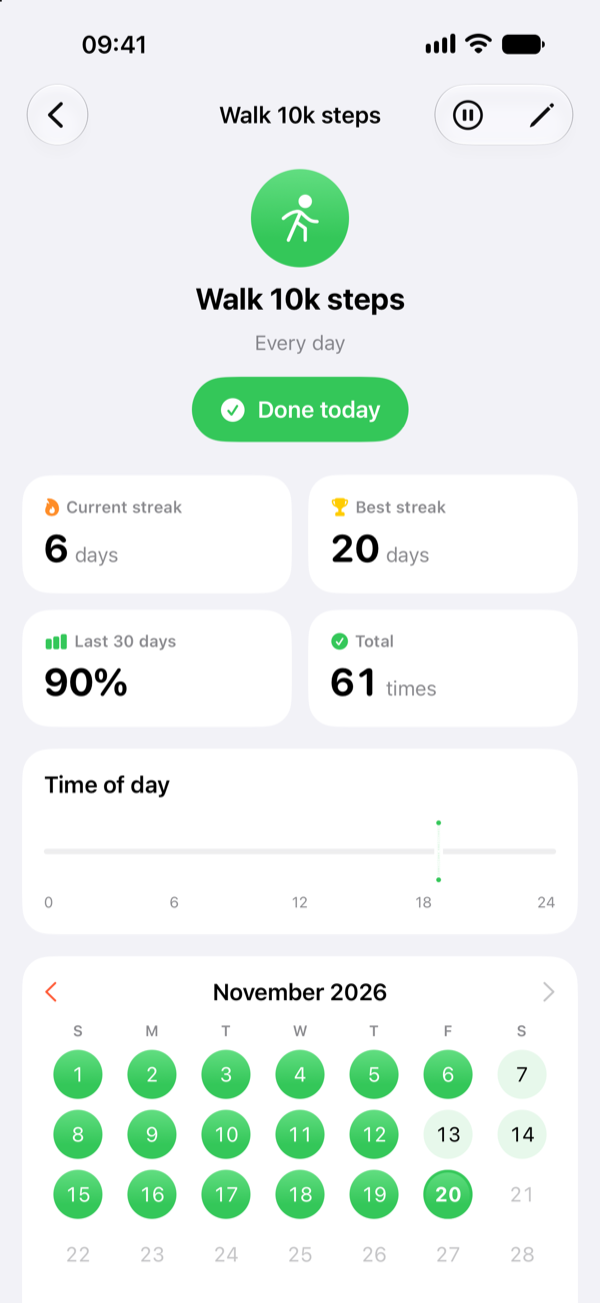 09:41
Walk 10k steps
Walk 10k steps
Every day
Done today
Current streak
Best streak
6 days
20 days
Last 30 days
Total
90%
61 times
Time of day
0 6 12 18 24
November 2026
S M T W T F S
1 2 3 4 5 6 7
8 9 10 11 12 13 14
15 16 17 18 19 20 21
22 23 24 25 26 27 28